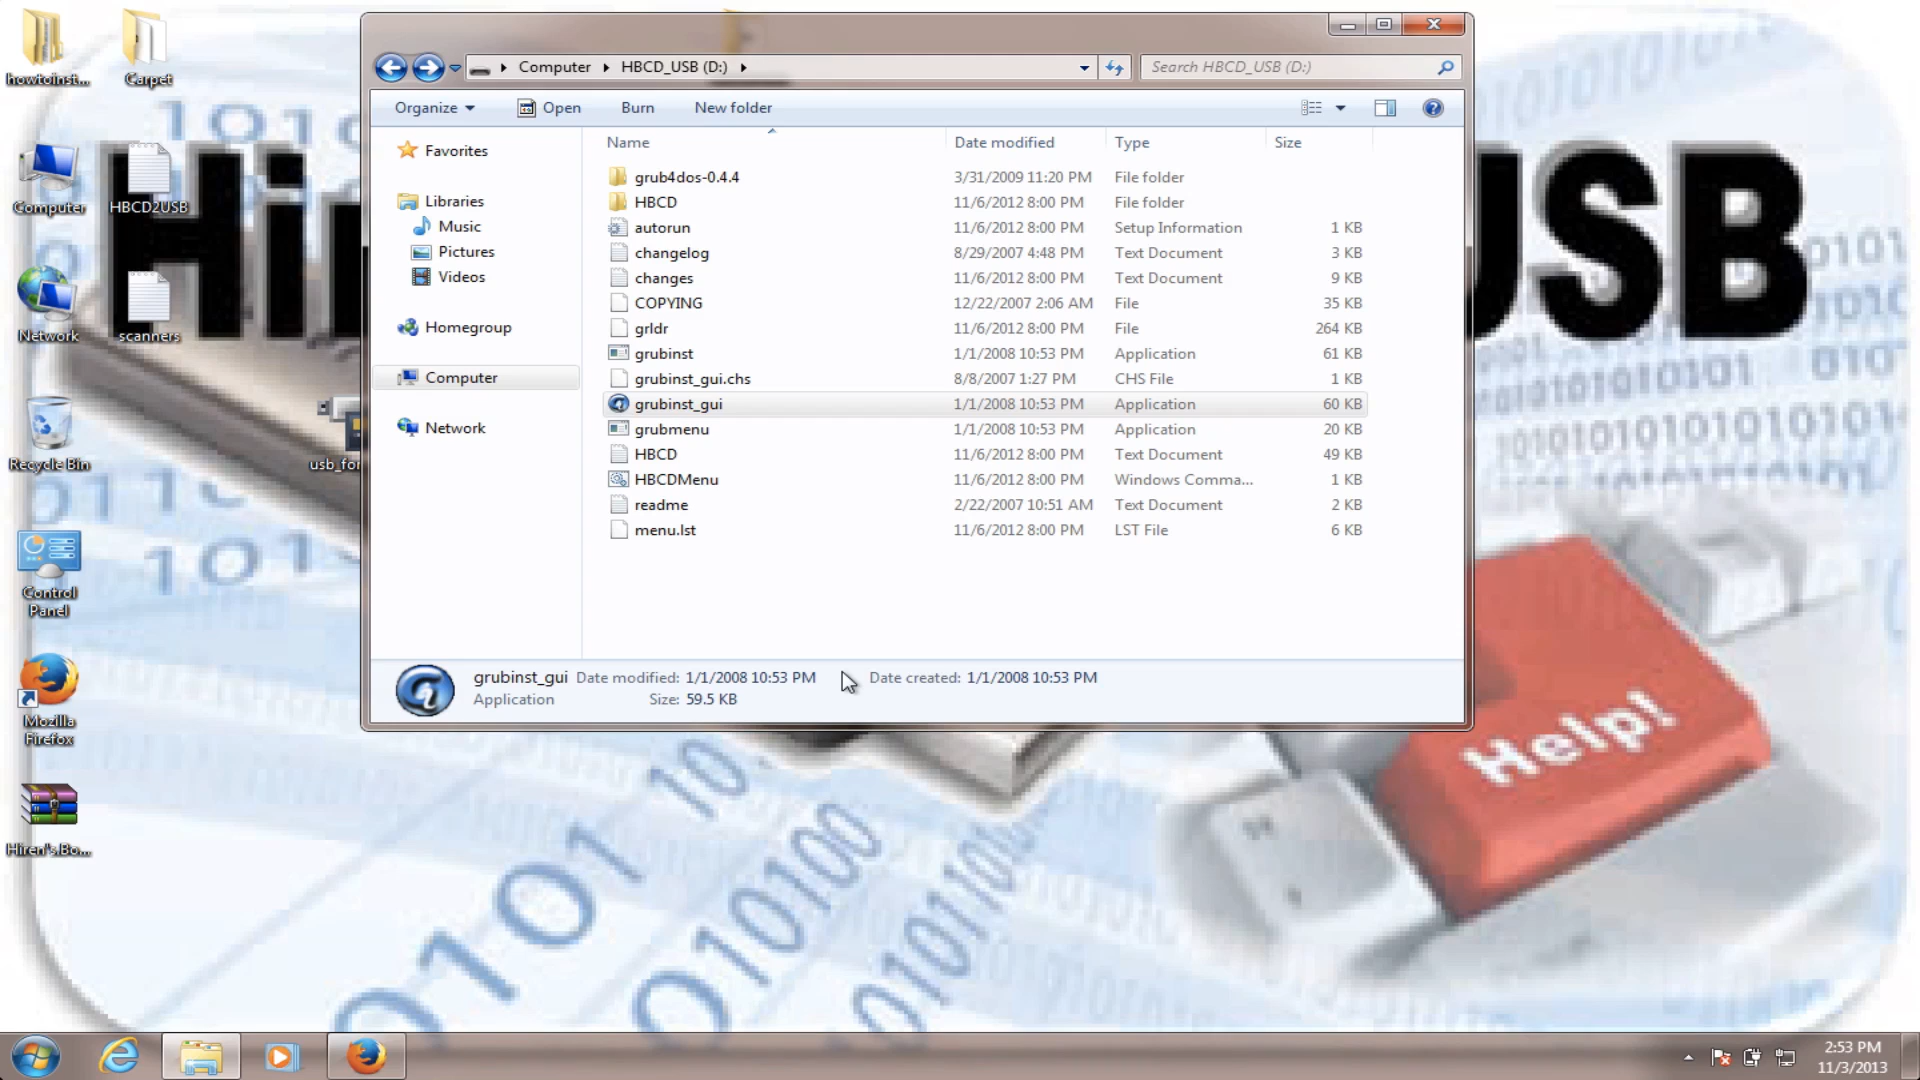 howtoinst...
Carpet
Computer
HBCD2USB
Network
scanners
Recycle Bin
usb_for
Control
Panel
Mozilla
Firefox
Hiren's.Bo...
Hir
USB
Help!
Computer HBCD_USB (D:)
Search HBCD_USB (D:)
Organize Open Burn New folder
Favorites
Libraries
Music
Pictures
Videos
Homegroup
Computer
Network
Name Date modified Type Size
grub4dos-0.4.4 3/31/2009 11:20 PM File folder
HBCD 11/6/2012 8:00 PM File folder
autorun 11/6/2012 8:00 PM Setup Information 1 KB
changelog 8/29/2007 4:48 PM Text Document 3 KB
changes 11/6/2012 8:00 PM Text Document 9 KB
COPYING 12/22/2007 2:06 AM File 35 KB
grldr 11/6/2012 8:00 PM File 264 KB
grubinst 1/1/2008 10:53 PM Application 61 KB
grubinst_gui.chs 8/8/2007 1:27 PM CHS File 1 KB
grubinst_gui 1/1/2008 10:53 PM Application 60 KB
grubmenu 1/1/2008 10:53 PM Application 20 KB
HBCD 11/6/2012 8:00 PM Text Document 49 KB
HBCDMenu 11/6/2012 8:00 PM Windows Comma... 1 KB
readme 2/22/2007 10:51 AM Text Document 2 KB
menu.lst 11/6/2012 8:00 PM LST File 6 KB
grubinst_gui Date modified: 1/1/2008 10:53 PM Date created: 1/1/2008 10:53 PM
Application Size: 59.5 KB
2:53 PM
11/3/2013